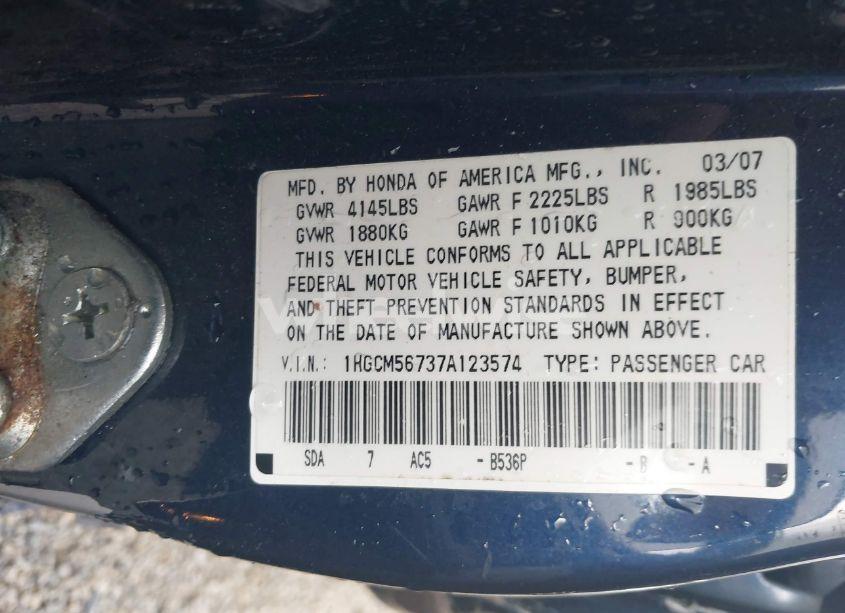 MFD. BY HONDA OF AMERICA MFG., INC. 03/07
GVWR 4145LBS GAWR F 2225LBS R 1985LBS
GVWR 1880KG GAWR F 1010KG R 900KG
THIS VEHICLE CONFORMS TO ALL APPLICABLE
FEDERAL MOTOR VEHICLE SAFETY, BUMPER,
AND THEFT PREVENTION STANDARDS IN EFFECT
ON THE DATE OF MANUFACTURE SHOWN ABOVE.
V.I.N.: 1HGCM56737A123574 TYPE: PASSENGER CAR
SDA 7 AC5 -B536P -B -A